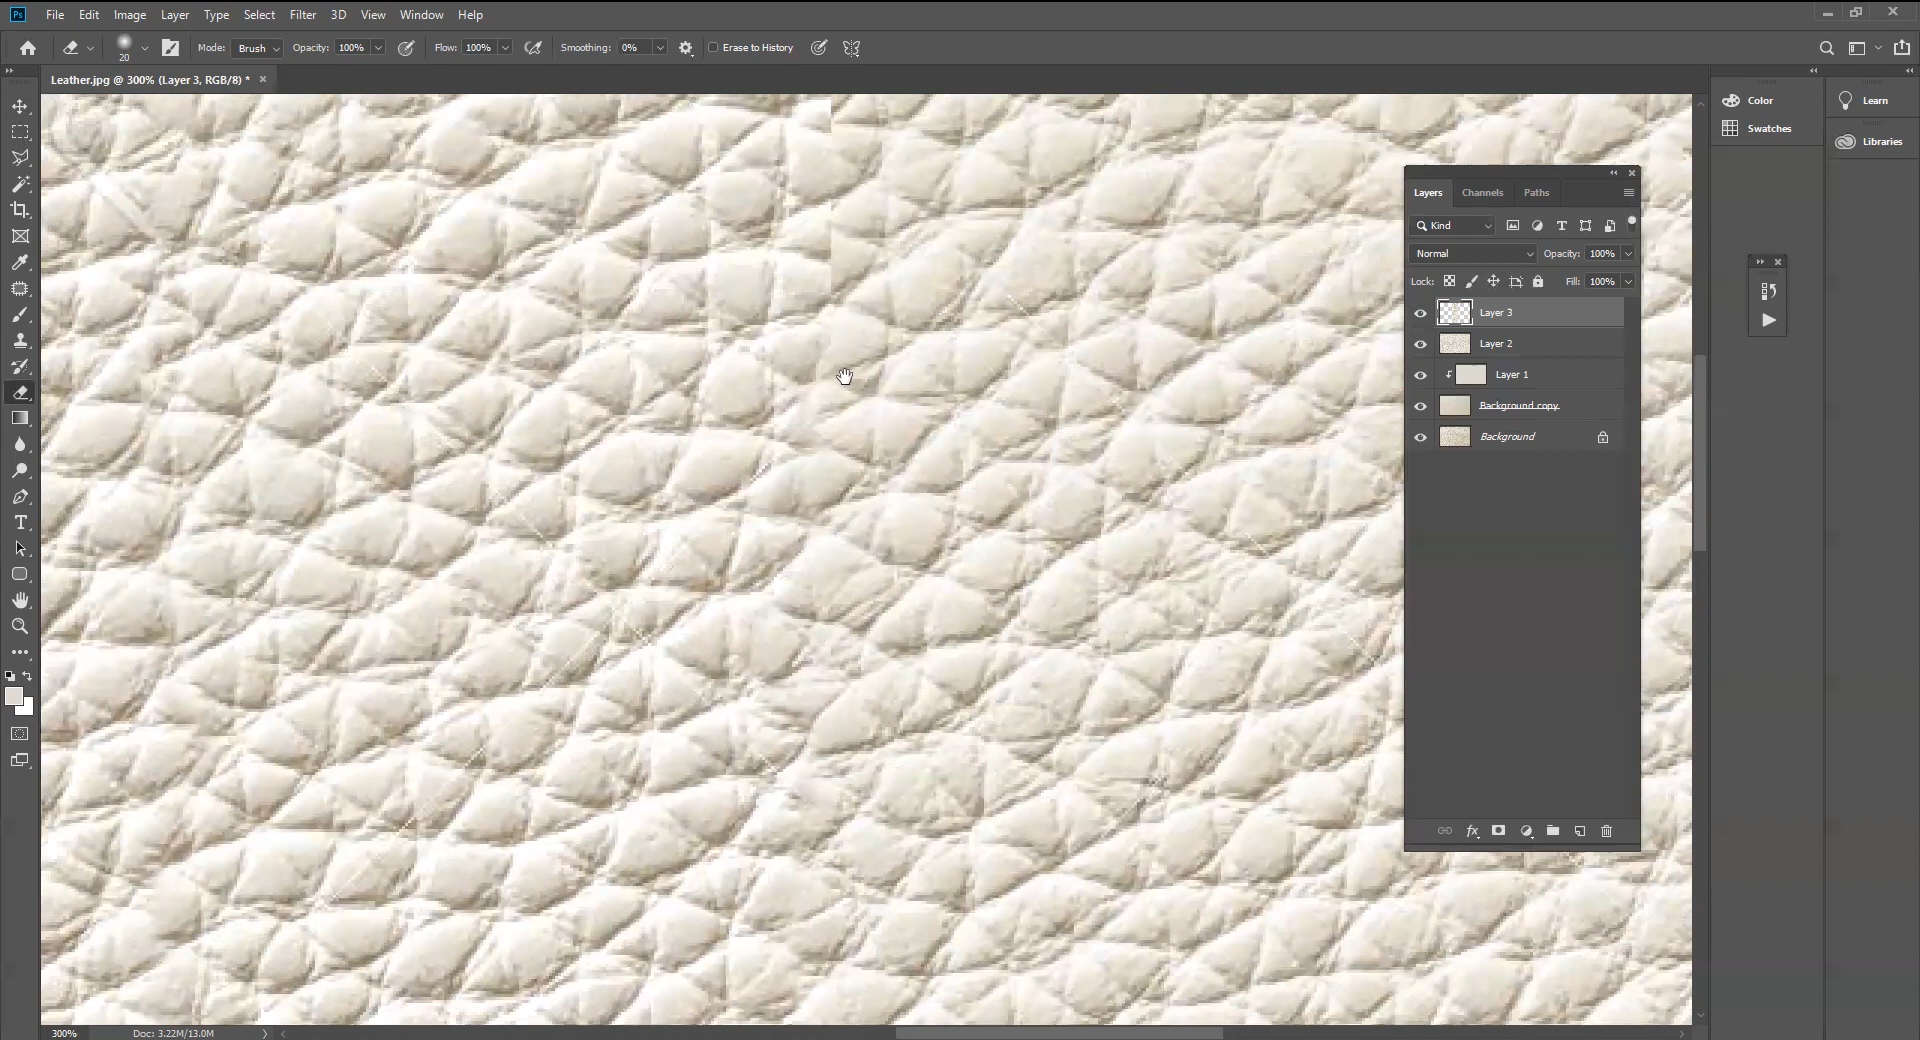 Ps File Edit Image Layer Type Select Filter 3D View Window Help
20 Mode: Brush Opacity: 100% Flow: 100% Smoothing: 0% Erase to History
Leather.jpg @ 300% (Layer 3, RGB/8) *
Color
Swatches
Learn
Libraries
Layers Channels Paths
Kind
Normal Opacity: 100%
Lock: Fill: 100%
Layer 3
Layer 2
Layer 1
Background copy
Background
fx
300% Doc: 3.22M/13.0M